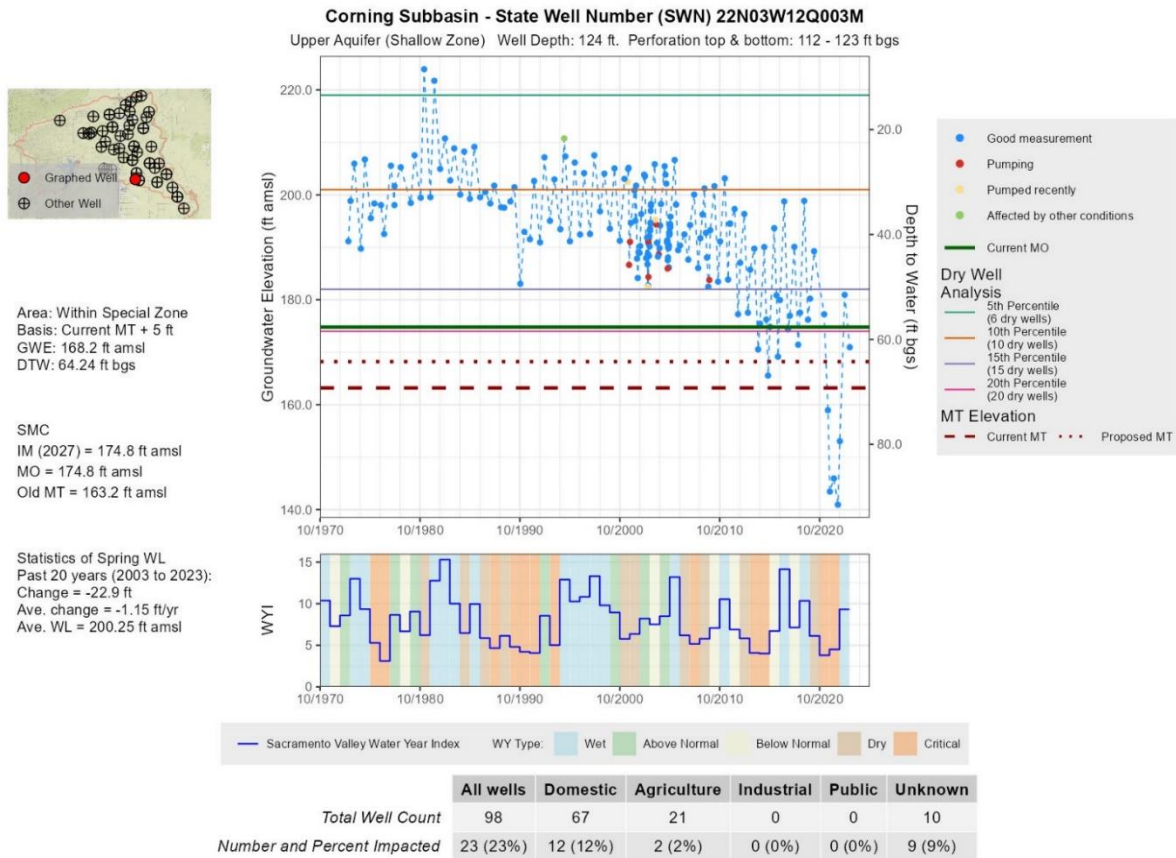 Corning Subbasin - State Well Number (SWN) 22N03W12Q003M
Upper Aquifer (Shallow Zone) Well Depth: 124 ft. Perforation top & bottom: 112 - 123 ft bgs
Graphed Well
Other Well
Area: Within Special Zone
Basis: Current MT + 5 ft
GWE: 168.2 ft amsl
DTW: 64.24 ft bgs
SMC
IM (2027) = 174.8 ft amsl
MO = 174.8 ft amsl
Old MT = 163.2 ft amsl
Statistics of Spring WL
Past 20 years (2003 to 2023):
Change = -22.9 ft
Ave. change = -1.15 ft/yr
Ave. WL = 200.25 ft amsl
Groundwater Elevation (ft amsl)
220.0
200.0
180.0
160.0
140.0
10/1970 10/1980 10/1990 10/2000 10/2010 10/2020
20.0
40.0
60.0
80.0
Depth to Water (ft bgs)
Good measurement
Pumping
Pumped recently
Affected by other conditions
Current MO
Dry Well
Analysis
5th Percentile
(6 dry wells)
10th Percentile
(10 dry wells)
15th Percentile
(15 dry wells)
20th Percentile
(20 dry wells)
MT Elevation
Current MT Proposed MT
WYI
15
10
5
0
10/1970 10/1980 10/1990 10/2000 10/2010 10/2020
Sacramento Valley Water Year Index WY Type: Wet Above Normal Below Normal Dry Critical
All wells Domestic Agriculture Industrial Public Unknown
Total Well Count 98 67 21 0 0 10
Number and Percent Impacted 23 (23%) 12 (12%) 2 (2%) 0 (0%) 0 (0%) 9 (9%)